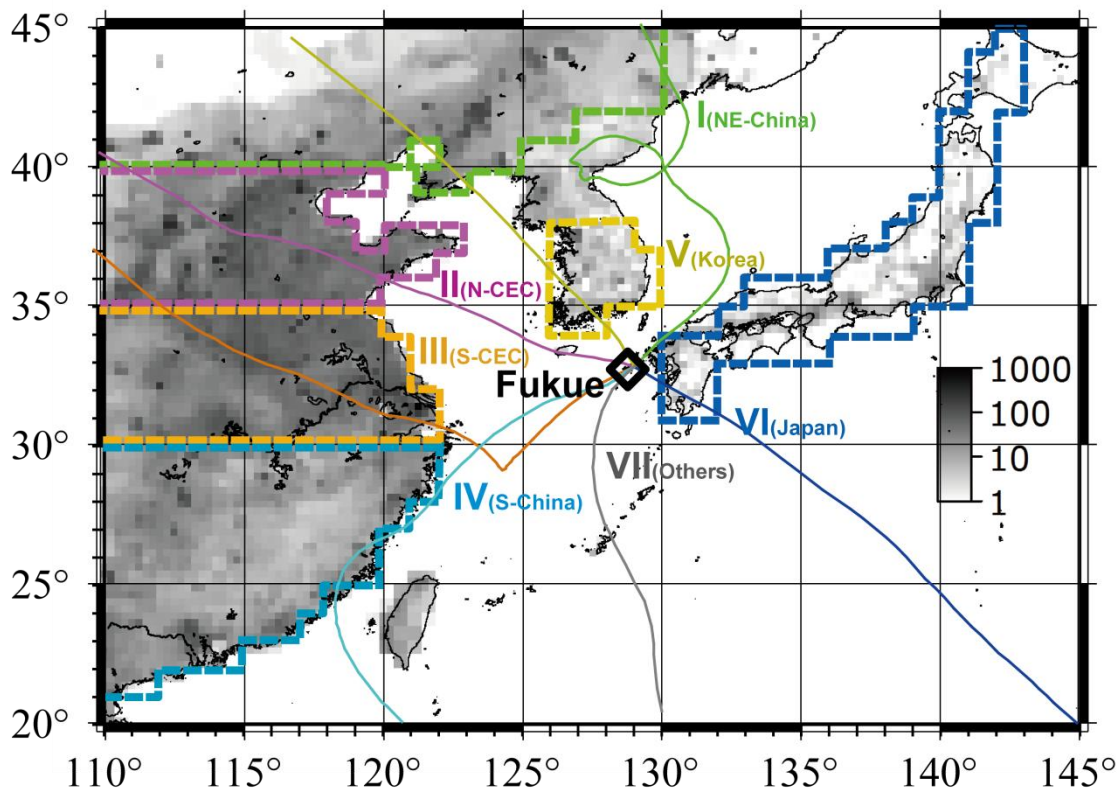 45°
40°
35°
30°
25°
20°
I(NE-China)
V(Korea)
II(N-CEC)
III(S-CEC)
Fukue
VI(Japan)
VII(Others)
IV(S-China)
1000
100
10
1
110° 115° 120° 125° 130° 135° 140° 145°